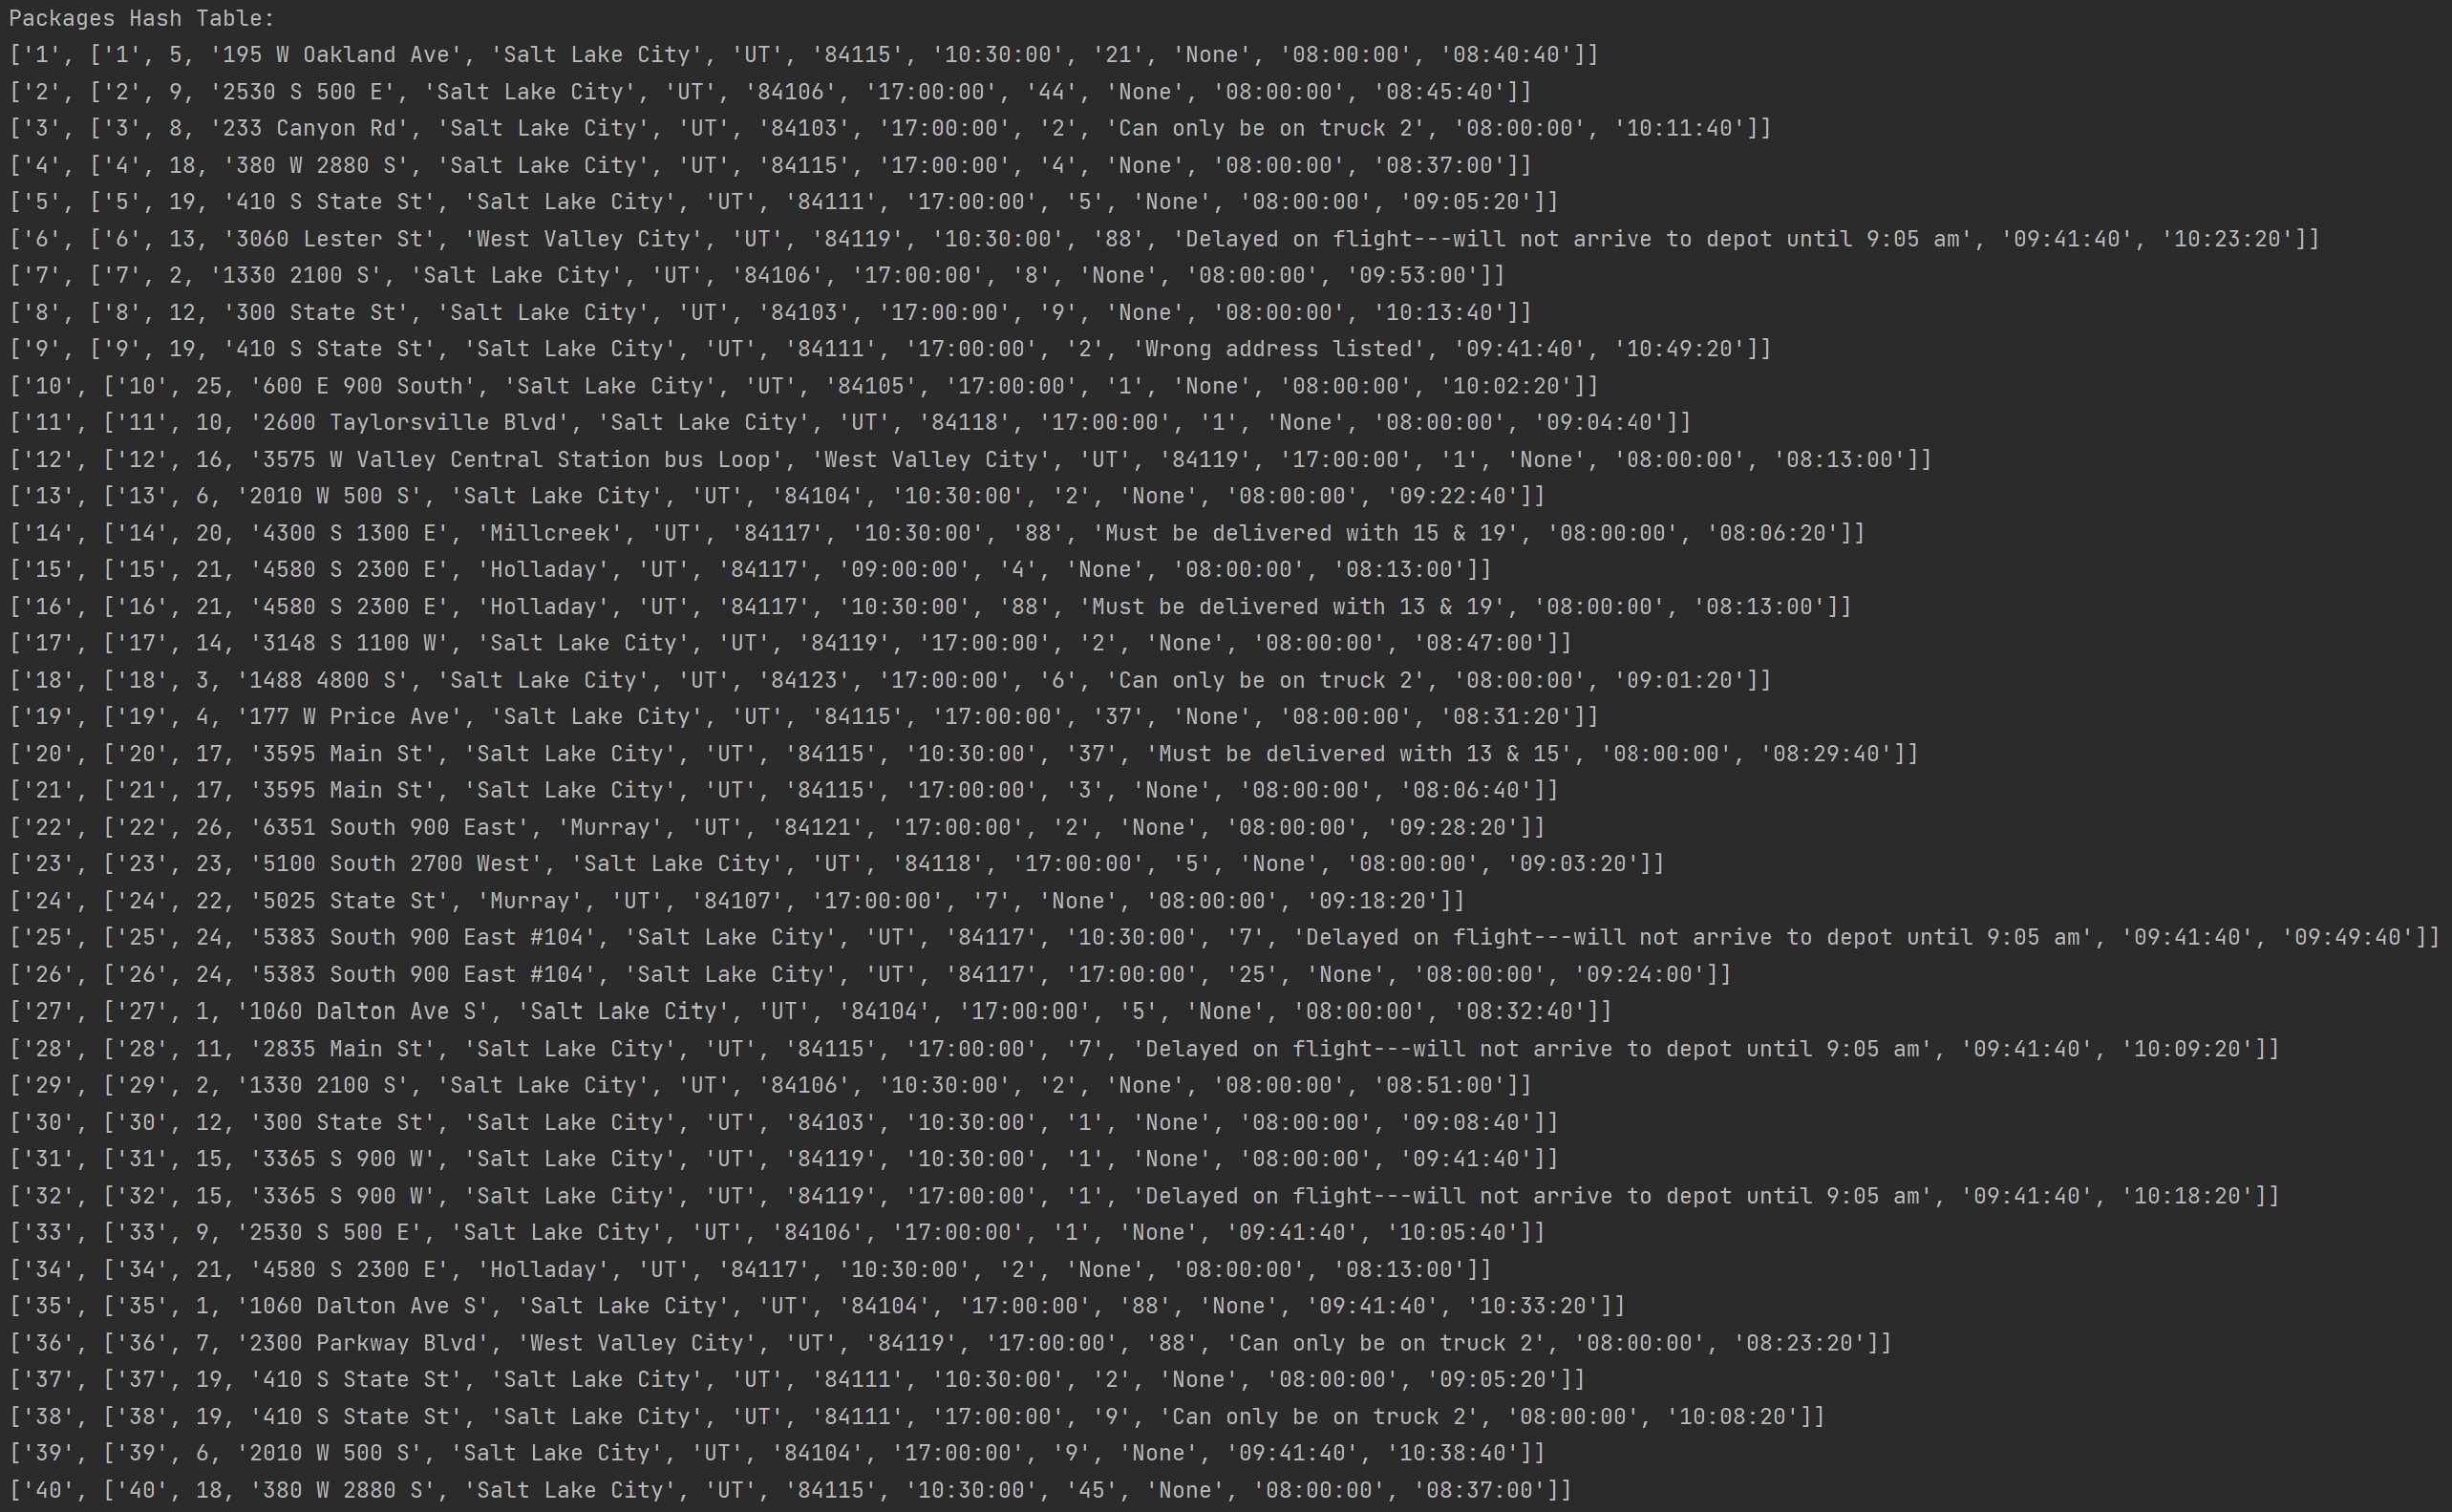 Packages Hash Table:
['1', ['1', 5, '195 W Oakland Ave', 'Salt Lake City', 'UT', '84115', '10:30:00', '21', 'None', '08:00:00', '08:40:40']]
['2', ['2', 9, '2530 S 500 E', 'Salt Lake City', 'UT', '84106', '17:00:00', '44', 'None', '08:00:00', '08:45:40']]
['3', ['3', 8, '233 Canyon Rd', 'Salt Lake City', 'UT', '84103', '17:00:00', '2', 'Can only be on truck 2', '08:00:00', '10:11:40']]
['4', ['4', 18, '380 W 2880 S', 'Salt Lake City', 'UT', '84115', '17:00:00', '4', 'None', '08:00:00', '08:37:00']]
['5', ['5', 19, '410 S State St', 'Salt Lake City', 'UT', '84111', '17:00:00', '5', 'None', '08:00:00', '09:05:20']]
['6', ['6', 13, '3060 Lester St', 'West Valley City', 'UT', '84119', '10:30:00', '88', 'Delayed on flight---will not arrive to depot until 9:05 am', '09:41:40', '10:23:20']]
['7', ['7', 2, '1330 2100 S', 'Salt Lake City', 'UT', '84106', '17:00:00', '8', 'None', '08:00:00', '09:53:00']]
['8', ['8', 12, '300 State St', 'Salt Lake City', 'UT', '84103', '17:00:00', '9', 'None', '08:00:00', '10:13:40']]
['9', ['9', 19, '410 S State St', 'Salt Lake City', 'UT', '84111', '17:00:00', '2', 'Wrong address listed', '09:41:40', '10:49:20']]
['10', ['10', 25, '600 E 900 South', 'Salt Lake City', 'UT', '84105', '17:00:00', '1', 'None', '08:00:00', '10:02:20']]
['11', ['11', 10, '2600 Taylorsville Blvd', 'Salt Lake City', 'UT', '84118', '17:00:00', '1', 'None', '08:00:00', '09:04:40']]
['12', ['12', 16, '3575 W Valley Central Station bus Loop', 'West Valley City', 'UT', '84119', '17:00:00', '1', 'None', '08:00:00', '08:13:00']]
['13', ['13', 6, '2010 W 500 S', 'Salt Lake City', 'UT', '84104', '10:30:00', '2', 'None', '08:00:00', '09:22:40']]
['14', ['14', 20, '4300 S 1300 E', 'Millcreek', 'UT', '84117', '10:30:00', '88', 'Must be delivered with 15 & 19', '08:00:00', '08:06:20']]
['15', ['15', 21, '4580 S 2300 E', 'Holladay', 'UT', '84117', '09:00:00', '4', 'None', '08:00:00', '08:13:00']]
['16', ['16', 21, '4580 S 2300 E', 'Holladay', 'UT', '84117', '10:30:00', '88', 'Must be delivered with 13 & 19', '08:00:00', '08:13:00']]
['17', ['17', 14, '3148 S 1100 W', 'Salt Lake City', 'UT', '84119', '17:00:00', '2', 'None', '08:00:00', '08:47:00']]
['18', ['18', 3, '1488 4800 S', 'Salt Lake City', 'UT', '84123', '17:00:00', '6', 'Can only be on truck 2', '08:00:00', '09:01:20']]
['19', ['19', 4, '177 W Price Ave', 'Salt Lake City', 'UT', '84115', '17:00:00', '37', 'None', '08:00:00', '08:31:20']]
['20', ['20', 17, '3595 Main St', 'Salt Lake City', 'UT', '84115', '10:30:00', '37', 'Must be delivered with 13 & 15', '08:00:00', '08:29:40']]
['21', ['21', 17, '3595 Main St', 'Salt Lake City', 'UT', '84115', '17:00:00', '3', 'None', '08:00:00', '08:06:40']]
['22', ['22', 26, '6351 South 900 East', 'Murray', 'UT', '84121', '17:00:00', '2', 'None', '08:00:00', '09:28:20']]
['23', ['23', 23, '5100 South 2700 West', 'Salt Lake City', 'UT', '84118', '17:00:00', '5', 'None', '08:00:00', '09:03:20']]
['24', ['24', 22, '5025 State St', 'Murray', 'UT', '84107', '17:00:00', '7', 'None', '08:00:00', '09:18:20']]
['25', ['25', 24, '5383 South 900 East #104', 'Salt Lake City', 'UT', '84117', '10:30:00', '7', 'Delayed on flight---will not arrive to depot until 9:05 am', '09:41:40', '09:49:40']]
['26', ['26', 24, '5383 South 900 East #104', 'Salt Lake City', 'UT', '84117', '17:00:00', '25', 'None', '08:00:00', '09:24:00']]
['27', ['27', 1, '1060 Dalton Ave S', 'Salt Lake City', 'UT', '84104', '17:00:00', '5', 'None', '08:00:00', '08:32:40']]
['28', ['28', 11, '2835 Main St', 'Salt Lake City', 'UT', '84115', '17:00:00', '7', 'Delayed on flight---will not arrive to depot until 9:05 am', '09:41:40', '10:09:20']]
['29', ['29', 2, '1330 2100 S', 'Salt Lake City', 'UT', '84106', '10:30:00', '2', 'None', '08:00:00', '08:51:00']]
['30', ['30', 12, '300 State St', 'Salt Lake City', 'UT', '84103', '10:30:00', '1', 'None', '08:00:00', '09:08:40']]
['31', ['31', 15, '3365 S 900 W', 'Salt Lake City', 'UT', '84119', '10:30:00', '1', 'None', '08:00:00', '09:41:40']]
['32', ['32', 15, '3365 S 900 W', 'Salt Lake City', 'UT', '84119', '17:00:00', '1', 'Delayed on flight---will not arrive to depot until 9:05 am', '09:41:40', '10:18:20']]
['33', ['33', 9, '2530 S 500 E', 'Salt Lake City', 'UT', '84106', '17:00:00', '1', 'None', '09:41:40', '10:05:40']]
['34', ['34', 21, '4580 S 2300 E', 'Holladay', 'UT', '84117', '10:30:00', '2', 'None', '08:00:00', '08:13:00']]
['35', ['35', 1, '1060 Dalton Ave S', 'Salt Lake City', 'UT', '84104', '17:00:00', '88', 'None', '09:41:40', '10:33:20']]
['36', ['36', 7, '2300 Parkway Blvd', 'West Valley City', 'UT', '84119', '17:00:00', '88', 'Can only be on truck 2', '08:00:00', '08:23:20']]
['37', ['37', 19, '410 S State St', 'Salt Lake City', 'UT', '84111', '10:30:00', '2', 'None', '08:00:00', '09:05:20']]
['38', ['38', 19, '410 S State St', 'Salt Lake City', 'UT', '84111', '17:00:00', '9', 'Can only be on truck 2', '08:00:00', '10:08:20']]
['39', ['39', 6, '2010 W 500 S', 'Salt Lake City', 'UT', '84104', '17:00:00', '9', 'None', '09:41:40', '10:38:40']]
['40', ['40', 18, '380 W 2880 S', 'Salt Lake City', 'UT', '84115', '10:30:00', '45', 'None', '08:00:00', '08:37:00']]